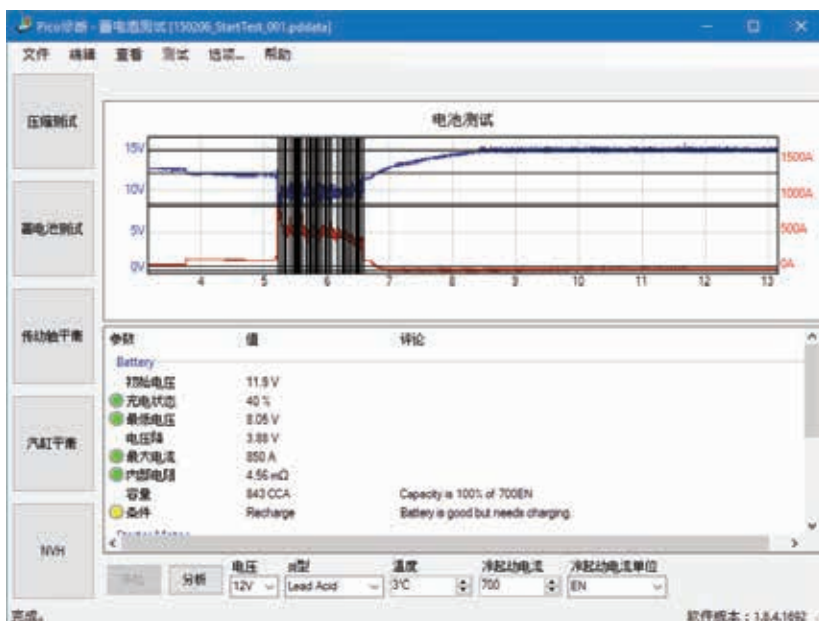 Pico诊断 - 蓄电池测试 [150206_StartTest_001.pddata]
文件 编辑 查看 测试 选项... 帮助
压缩测试
蓄电池测试
传动轴平衡
汽缸平衡
NVH
电池测试
15V
10V
5V
0V
1500A
1000A
500A
0A
4 5 6 7 8 9 10 11 12 13
参数 值 评论
Battery
初始电压 11.9 V
充电状态 40 %
最低电压 8.05 V
电压降 3.88 V
最大电流 850 A
内部电阻 4.56 mΩ
容量 843 CCA Capacity is 100% of 700EN
条件 Recharge Battery is good but needs charging.
Starter Motor
分析
电压 类型 温度 冷起动电流 冷起动电流单位
12V Lead Acid 3°C 700 EN
完成。 软件版本：1.8.4.1692